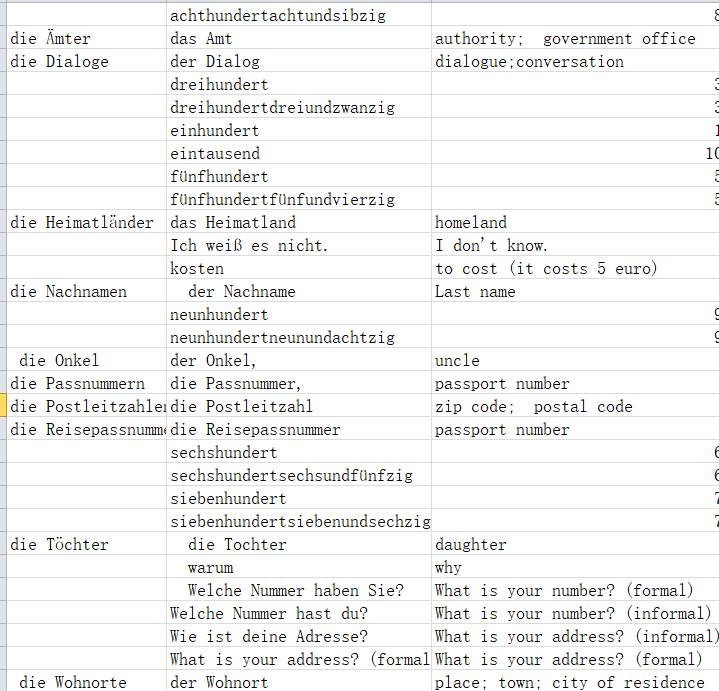 achthundertachtundsibzig 8
die Ämter das Amt authority; government office
die Dialoge der Dialog dialogue;conversation
dreihundert 3
dreihundertdreiundzwanzig 3
einhundert 1
eintausend 10
fünfhundert 5
fünfhundertfünfundvierzig 5
die Heimatländer das Heimatland homeland
Ich weiß es nicht. I don't know.
kosten to cost (it costs 5 euro)
die Nachnamen der Nachname Last name
neunhundert 9
neunhundertneunundachtzig 9
die Onkel der Onkel, uncle
die Passnummern die Passnummer, passport number
die Postleitzahlen die Postleitzahl zip code; postal code
die Reisepassnumme die Reisepassnummer passport number
sechshundert 6
sechshundertsechsundfünfzig 6
siebenhundert 7
siebenhundertsiebenundsechzig 7
die Töchter die Tochter daughter
warum why
Welche Nummer haben Sie? What is your number? (formal)
Welche Nummer hast du? What is your number? (informal)
Wie ist deine Adresse? What is your address? (informal)
What is your address? (formal What is your address? (formal)
die Wohnorte der Wohnort place; town; city of residence